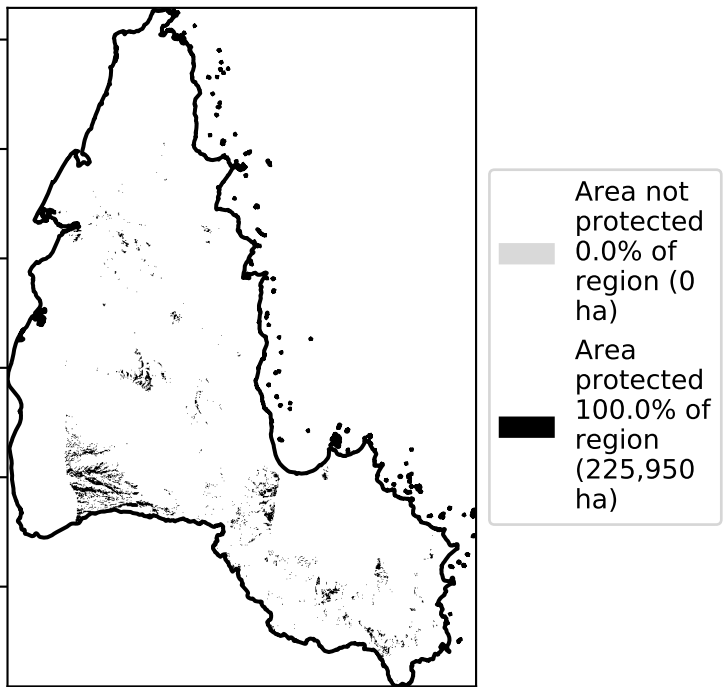 Area not
protected
0.0% of
region (0
ha)
Area
protected
100.0% of
region
(225,950
ha)